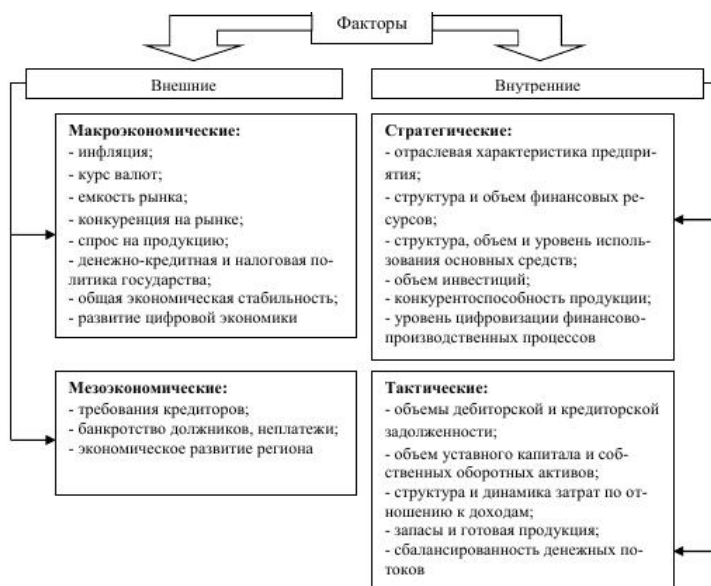 Факторы
Внешние
Внутренние
Макроэкономические:
- инфляция;
- курс валют;
- емкость рынка;
- конкуренция на рынке;
- спрос на продукцию;
- денежно-кредитная и налоговая по-
литика государства;
- общая экономическая стабильность;
- развитие цифровой экономики
Стратегические:
- отраслевая характеристика предпри-
ятия;
- структура и объем финансовых ре-
сурсов;
- структура, объем и уровень исполь-
зования основных средств;
- объем инвестиций;
- конкурентоспособность продукции;
- уровень цифровизации финансово-
производственных процессов
Мезоэкономические:
- требования кредиторов;
- банкротство должников, неплатежи;
- экономическое развитие региона
Тактические:
- объемы дебиторской и кредиторской
задолженности;
- объем уставного капитала и соб-
ственных оборотных активов;
- структура и динамика затрат по от-
ношению к доходам;
- запасы и готовая продукция;
- сбалансированность денежных по-
токов